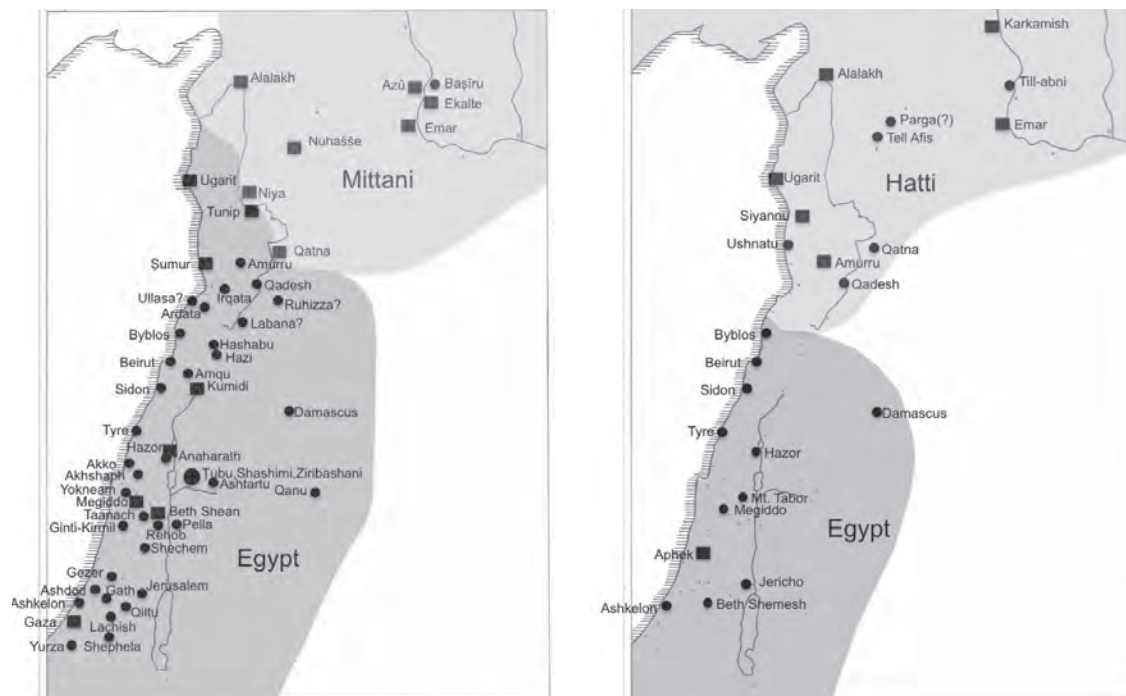 Alalakh
Azû
Başīru
Ekalte
Emar
Nuhašše
Mittani
Ugarit
Niya
Tunip
Qatna
Şumur
Amurru
Qadesh
Irqata
Ullasa?
Ruhizza?
Ardata
Labana?
Byblos
Hashabu
Hazi
Beirut
Amqu
Sidon
Kumidi
Damascus
Tyre
Hazor
Anaharath
Akko
Tubu, Shashimi, Ziribashani
Akhshaph
Ashtartu
Yokneam
Qanu
Megiddo
Beth Shean
Taanach
Pella
Ginti-Kirmil
Rehob
Shechem
Egypt
Gezer
Ashdod
Gath
Jerusalem
Ashkelon
Qiltu
Gaza
Lachish
Yurza
Shephela
Karkamish
Alalakh
Till-abni
Parga(?)
Emar
Tell Afis
Ugarit
Hatti
Siyannu
Ushnatu
Qatna
Amurru
Qadesh
Byblos
Beirut
Sidon
Damascus
Tyre
Hazor
Mt. Tabor
Megiddo
Egypt
Aphek
Jericho
Ashkelon
Beth Shemesh